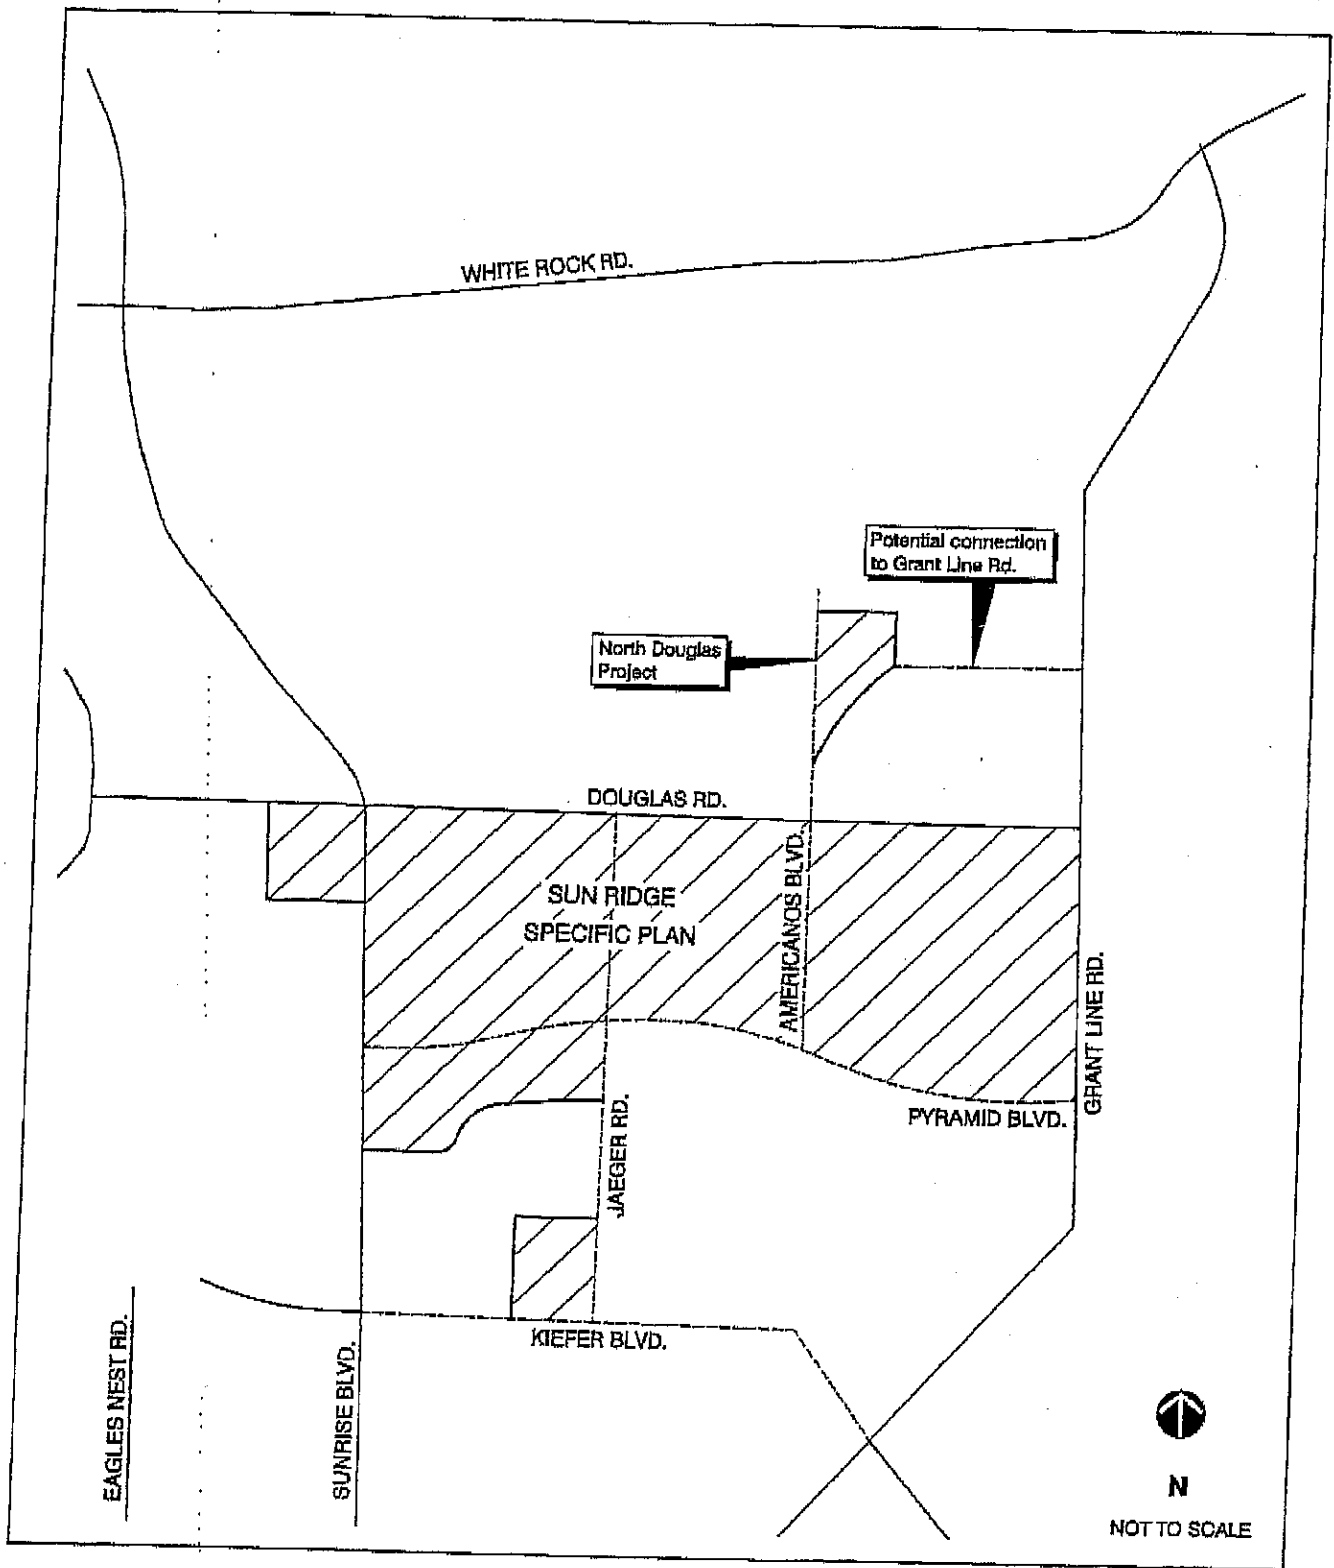 WHITE ROCK RD.
Potential connection
to Grant Line Rd.
North Douglas
Project
DOUGLAS RD.
SUN RIDGE
SPECIFIC PLAN
AMERICANOS BLVD.
GRANT LINE RD.
PYRAMID BLVD.
JAEGER RD.
KIEFER BLVD.
EAGLES NEST RD.
SUNRISE BLVD.
N
NOT TO SCALE